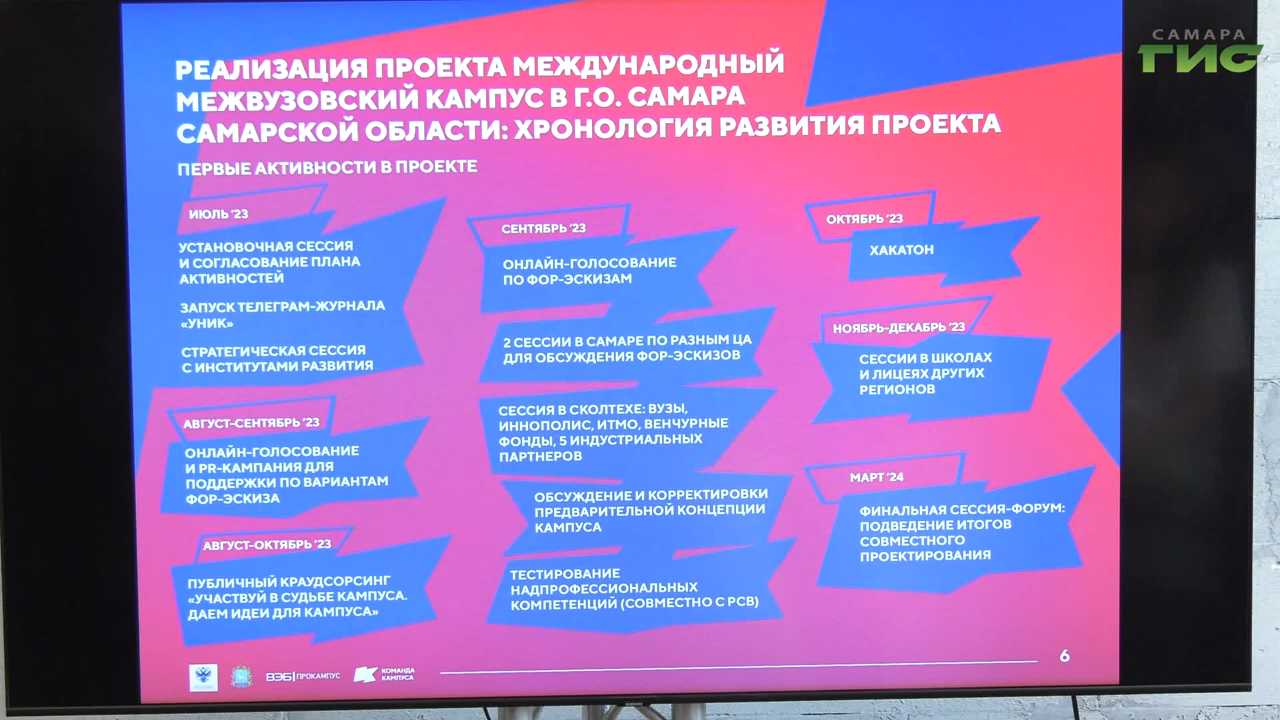 САМАРА
ГИС
РЕАЛИЗАЦИЯ ПРОЕКТА МЕЖДУНАРОДНЫЙ
МЕЖВУЗОВСКИЙ КАМПУС В Г.О. САМАРА
САМАРСКОЙ ОБЛАСТИ: ХРОНОЛОГИЯ РАЗВИТИЯ ПРОЕКТА
ПЕРВЫЕ АКТИВНОСТИ В ПРОЕКТЕ
ИЮЛЬ '23
УСТАНОВОЧНАЯ СЕССИЯ
И СОГЛАСОВАНИЕ ПЛАНА
АКТИВНОСТЕЙ
ЗАПУСК ТЕЛЕГРАМ-ЖУРНАЛА
«УНИК»
СТРАТЕГИЧЕСКАЯ СЕССИЯ
С ИНСТИТУТАМИ РАЗВИТИЯ
АВГУСТ-СЕНТЯБРЬ '23
ОНЛАЙН-ГОЛОСОВАНИЕ
И PR-КАМПАНИЯ ДЛЯ
ПОДДЕРЖКИ ПО ВАРИАНТАМ
ФОР-ЭСКИЗА
АВГУСТ-ОКТЯБРЬ '23
ПУБЛИЧНЫЙ КРАУДСОРСИНГ
«УЧАСТВУЙ В СУДЬБЕ КАМПУСА.
ДАЕМ ИДЕИ ДЛЯ КАМПУСА»
СЕНТЯБРЬ '23
ОНЛАЙН-ГОЛОСОВАНИЕ
ПО ФОР-ЭСКИЗАМ
2 СЕССИИ В САМАРЕ ПО РАЗНЫМ ЦА
ДЛЯ ОБСУЖДЕНИЯ ФОР-ЭСКИЗОВ
СЕССИЯ В СКОЛТЕХЕ: ВУЗЫ,
ИННОПОЛИС, ИТМО, ВЕНЧУРНЫЕ
ФОНДЫ, 5 ИНДУСТРИАЛЬНЫХ
ПАРТНЕРОВ
ОБСУЖДЕНИЕ И КОРРЕКТИРОВКИ
ПРЕДВАРИТЕЛЬНОЙ КОНЦЕПЦИИ
КАМПУСА
ТЕСТИРОВАНИЕ
НАДПРОФЕССИОНАЛЬНЫХ
КОМПЕТЕНЦИЙ (СОВМЕСТНО С РСВ)
ОКТЯБРЬ '23
ХАКАТОН
НОЯБРЬ-ДЕКАБРЬ '23
СЕССИИ В ШКОЛАХ
И ЛИЦЕЯХ ДРУГИХ
РЕГИОНОВ
МАРТ '24
ФИНАЛЬНАЯ СЕССИЯ-ФОРУМ:
ПОДВЕДЕНИЕ ИТОГОВ
СОВМЕСТНОГО
ПРОЕКТИРОВАНИЯ
ВЭБ|ПРОКАМПУС
КОМАНДА
КАМПУСА
6
SAMSUNG